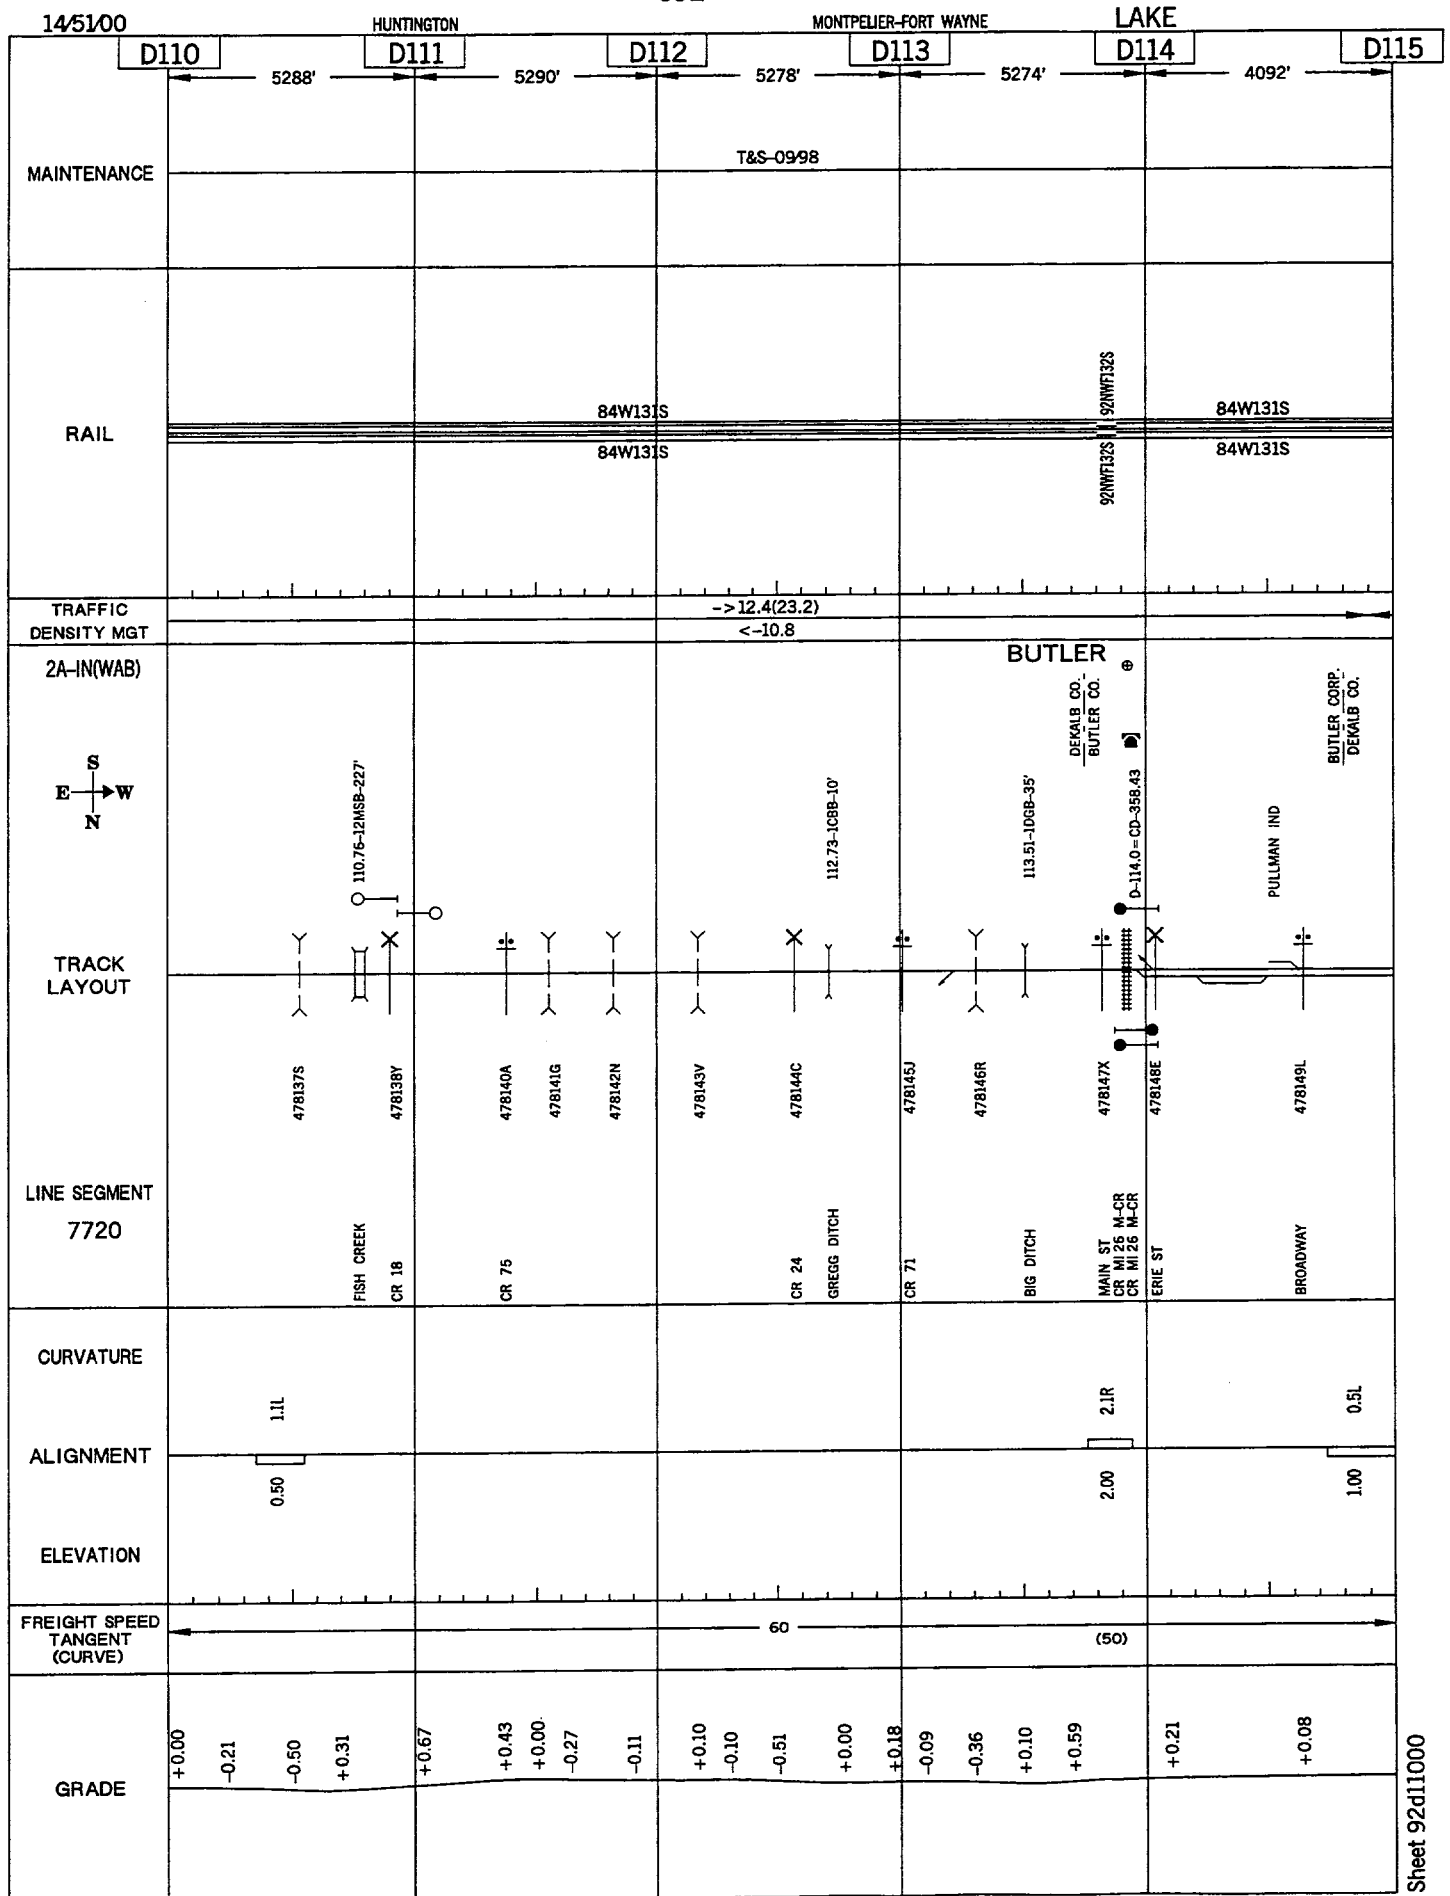 14/51/00 HUNTINGTON MONTPELIER-FORT WAYNE LAKE
D110 D111 D112 D113 D114 D115
5288' 5290' 5278' 5274' 4092'
MAINTENANCE
T&S-09/98
RAIL
84W131S 92NWF132S 84W131S
84W131S 92NWF132S 84W131S
TRAFFIC
DENSITY MGT
->12.4(23.2)
<-10.8
2A-IN(WAB)
BUTLER
DEKALB CO.
BUTLER CO.
BUTLER CORP.
DEKALB CO.
S
E W
N
110.76-12MSB-227'
112.73-1CBB-10'
113.51-1DGB-35'
D
D-114.0=CD-358.43
PULLMAN IND
TRACK
LAYOUT
478137S
478138Y
478140A
478141G
478142N
478143V
478144C
478145J
478146R
478147X
478148E
478149L
LINE SEGMENT
7720
FISH CREEK
CR 18
CR 75
CR 24
GREGG DITCH
CR 71
BIG DITCH
MAIN ST
CR MI 26 M-CR
CR MI 26 M-CR
ERIE ST
BROADWAY
CURVATURE
1.1L 2.1R 0.5L
ALIGNMENT
0.50 2.00 1.00
ELEVATION
FREIGHT SPEED
TANGENT
(CURVE)
60 (50)
GRADE
+0.00 -0.21 -0.50 +0.31 +0.67 +0.43 +0.00 -0.27 -0.11 +0.10 -0.10 -0.51 +0.00 +0.18 -0.09 -0.36 +0.10 +0.59 +0.21 +0.08
Sheet 92d11000